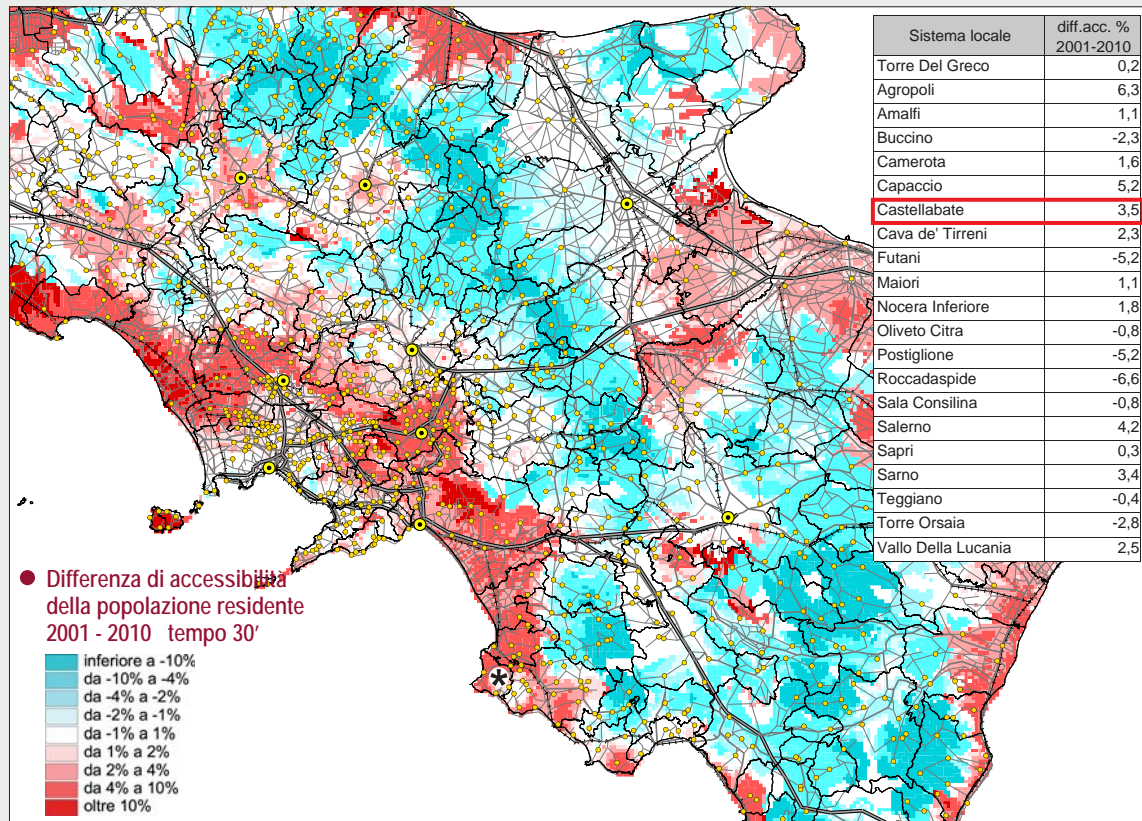 Sistema locale diff.acc. % 2001-2010
Torre Del Greco 0,2
Agropoli 6,3
Amalfi 1,1
Buccino -2,3
Camerota 1,6
Capaccio 5,2
Castellabate 3,5
Cava de' Tirreni 2,3
Futani -5,2
Maiori 1,1
Nocera Inferiore 1,8
Oliveto Citra -0,8
Postiglione -5,2
Roccadaspide -6,6
Sala Consilina -0,8
Salerno 4,2
Sapri 0,3
Sarno 3,4
Teggiano -0,4
Torre Orsaia -2,8
Vallo Della Lucania 2,5
Differenza di accessibilità
della popolazione residente
2001 - 2010 tempo 30'
inferiore a -10%
da -10% a -4%
da -4% a -2%
da -2% a -1%
da -1% a 1%
da 1% a 2%
da 2% a 4%
da 4% a 10%
oltre 10%
*